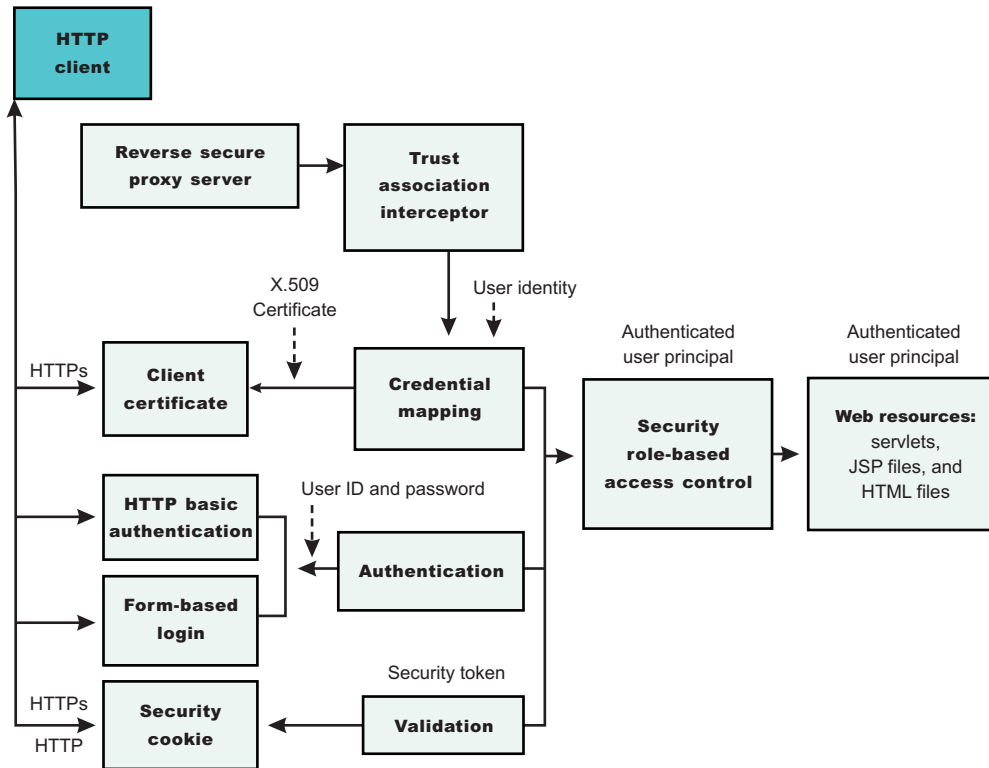 HTTP
client
Reverse secure
proxy server
Trust
association
interceptor
X.509
Certificate
User identity
HTTPs
Client
certificate
Credential
mapping
Authenticated
user principal
Security
role-based
access control
Authenticated
user principal
Web resources:
servlets,
JSP files, and
HTML files
HTTP basic
authentication
User ID and password
Authentication
Form-based
login
HTTPs
HTTP
Security
cookie
Security token
Validation